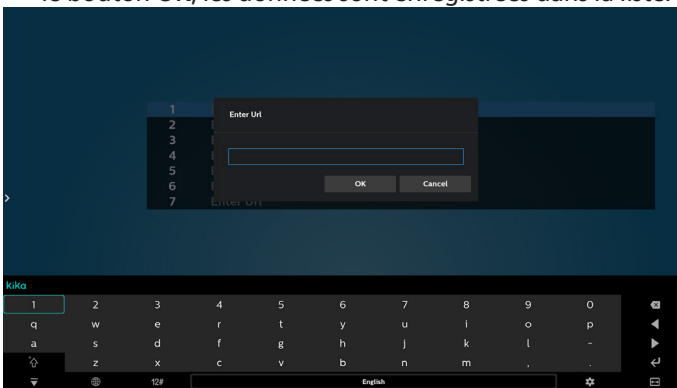 le bouton OK, les données sont enregistrées dans la liste.
Enter Url
1
2
3
4
5
6
7 Enter Url
OK Cancel
kika
1 2 3 4 5 6 7 8 9 0
q w e r t y u i o p
a s d f g h j k l -
z x c v b n m , .
12# English